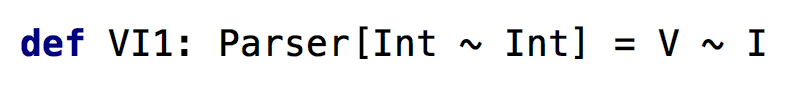 def VI1: Parser[Int ~ Int] = V ~ I